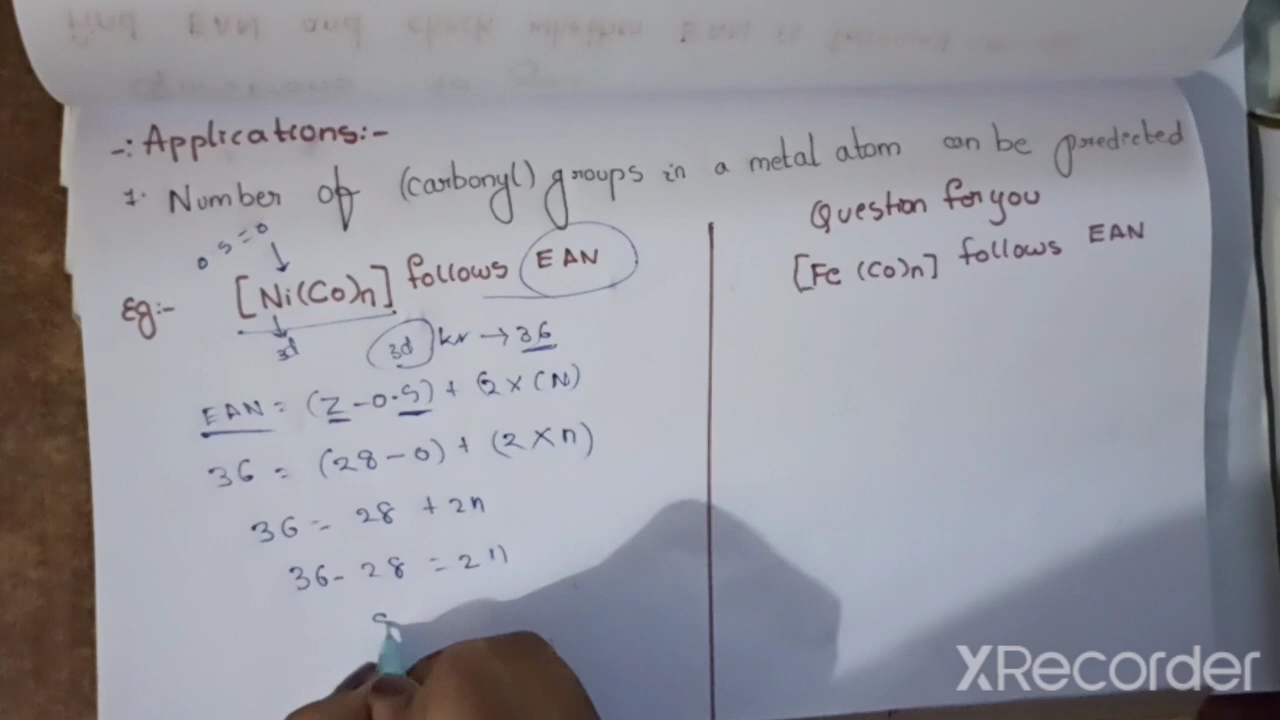 -: Applications:-
1. Number of (carbonyl) groups in a metal atom can be predected
o s = 0
Eg:- [Ni(Co)n] follows EAN
3d
3d kr → 36
EAN = (Z - O.S) + 2 × (N)
36 = (28 - 0) + (2 × n)
36 = 28 + 2n
36 - 28 = 2n
Question for you
[Fe (Co)n] follows EAN
XRecorder